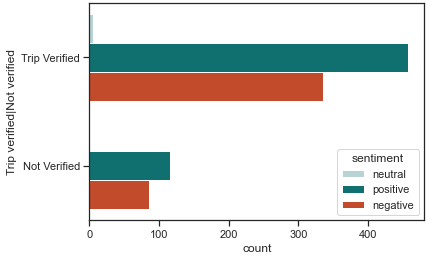 Trip verified|Not verified
Trip Verified
Not Verified
sentiment
neutral
positive
negative
0 100 200 300 400
count